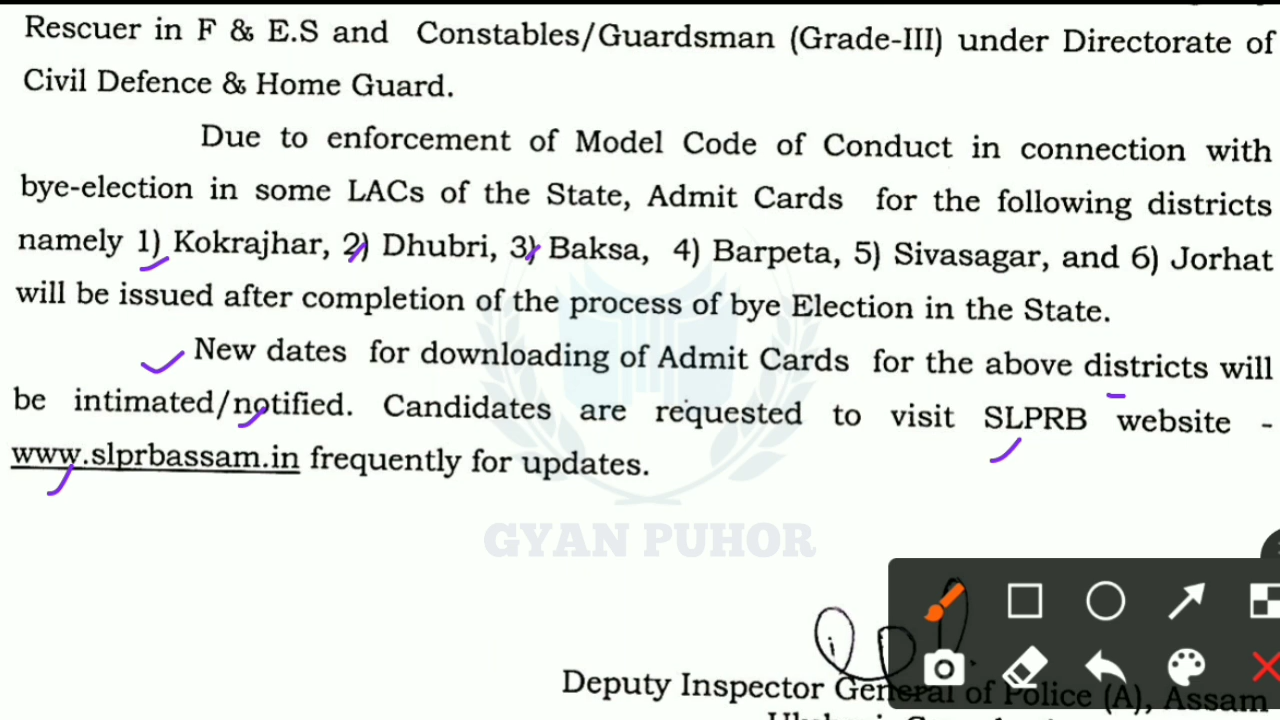 Rescuer in F & E.S and Constables/Guardsman (Grade-III) under Directorate of
Civil Defence & Home Guard.
Due to enforcement of Model Code of Conduct in connection with
bye-election in some LACs of the State, Admit Cards for the following districts
namely 1) Kokrajhar, 2) Dhubri, 3) Baksa, 4) Barpeta, 5) Sivasagar, and 6) Jorhat
will be issued after completion of the process of bye Election in the State.
New dates for downloading of Admit Cards for the above districts will
be intimated/notified. Candidates are requested to visit SLPRB website -
www.slprbassam.in frequently for updates.
GYAN PUHOR
Deputy Inspector General of Police (A), Assam